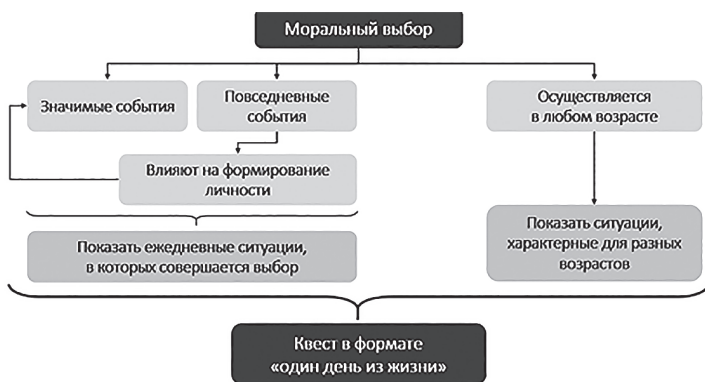 Моральный выбор
Значимые события
Повседневные
события
Осуществляется
в любом возрасте
Влияют на формирование
личности
Показать ежедневные ситуации,
в которых совершается выбор
Показать ситуации,
характерные для разных
возрастов
Квест в формате
«один день из жизни»